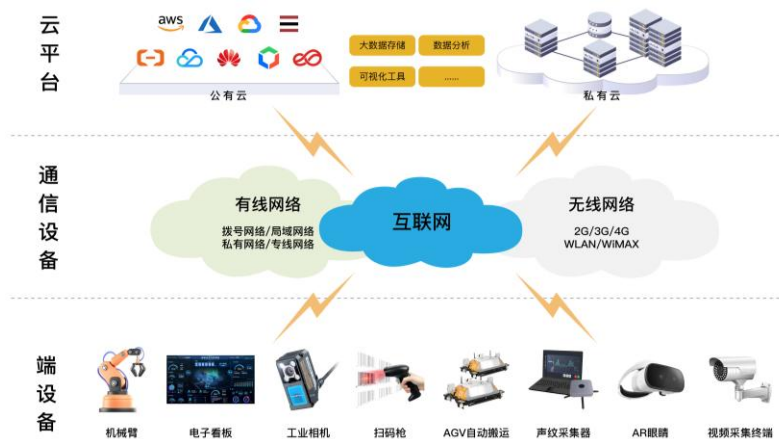 云平台
aws
大数据存储
数据分析
可视化工具
......
公有云
私有云
通信设备
有线网络
拨号网络/局域网络
私有网络/专线网络
互联网
无线网络
2G/3G/4G
WLAN/WiMAX
端设备
机械臂
电子看板
工业相机
扫码枪
AGV自动搬运
声纹采集器
AR眼睛
视频采集终端